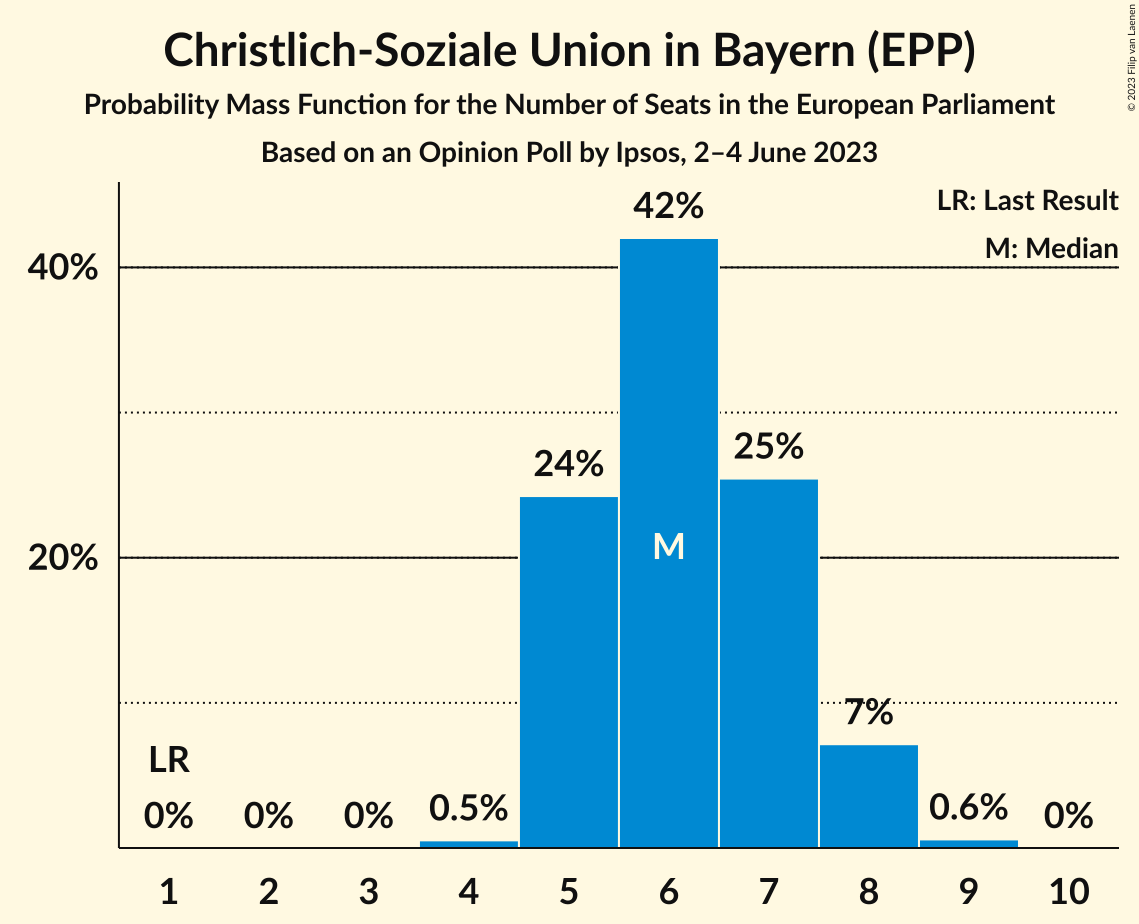 Christlich-Soziale Union in Bayern (EPP)
Probability Mass Function for the Number of Seats in the European Parliament
Based on an Opinion Poll by Ipsos, 2–4 June 2023
© 2023 Filip van Laenen
LR: Last Result
M: Median
42%
40%
25%
24%
M
20%
7%
LR
0% 0% 0% 0.5% 0.6% 0%
1 2 3 4 5 6 7 8 9 10